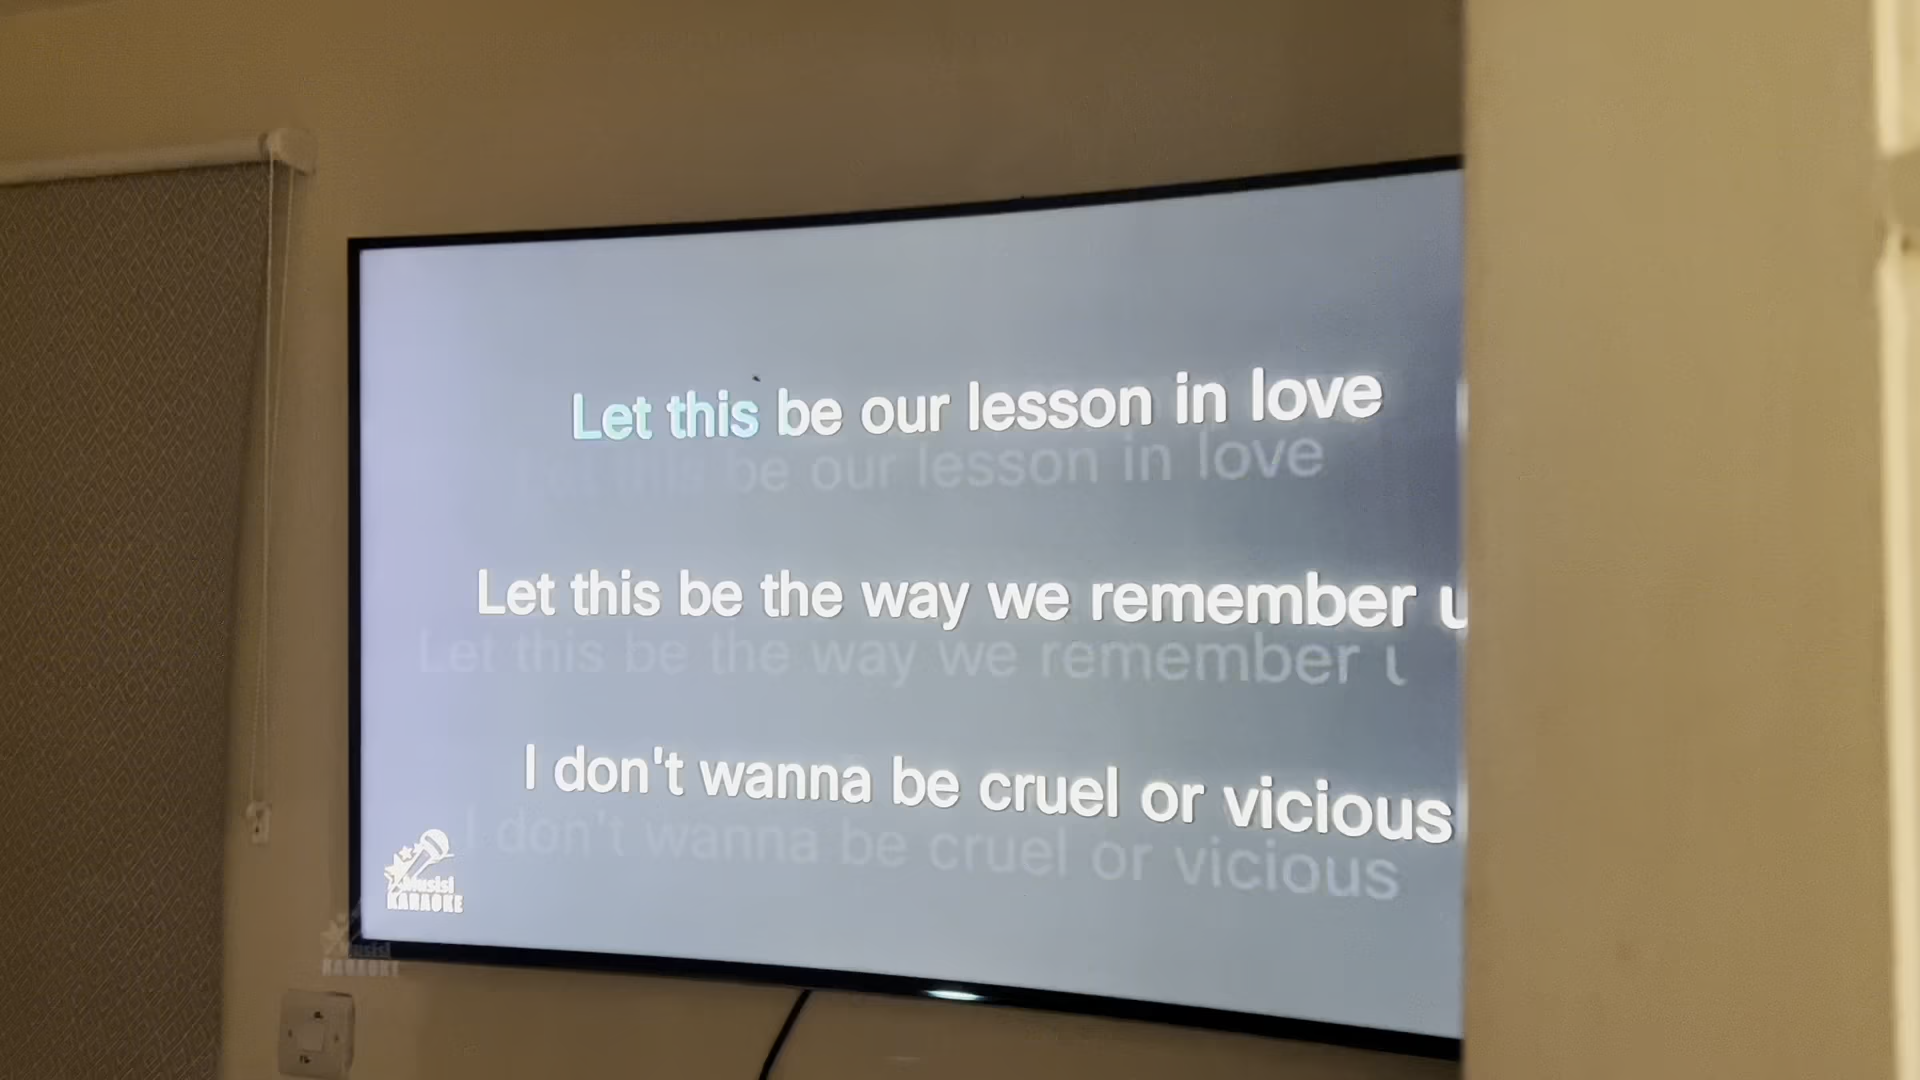 Let this be our lesson in love
Let this be the way we remember u
I don't wanna be cruel or vicious
Musisi
KARAOKE